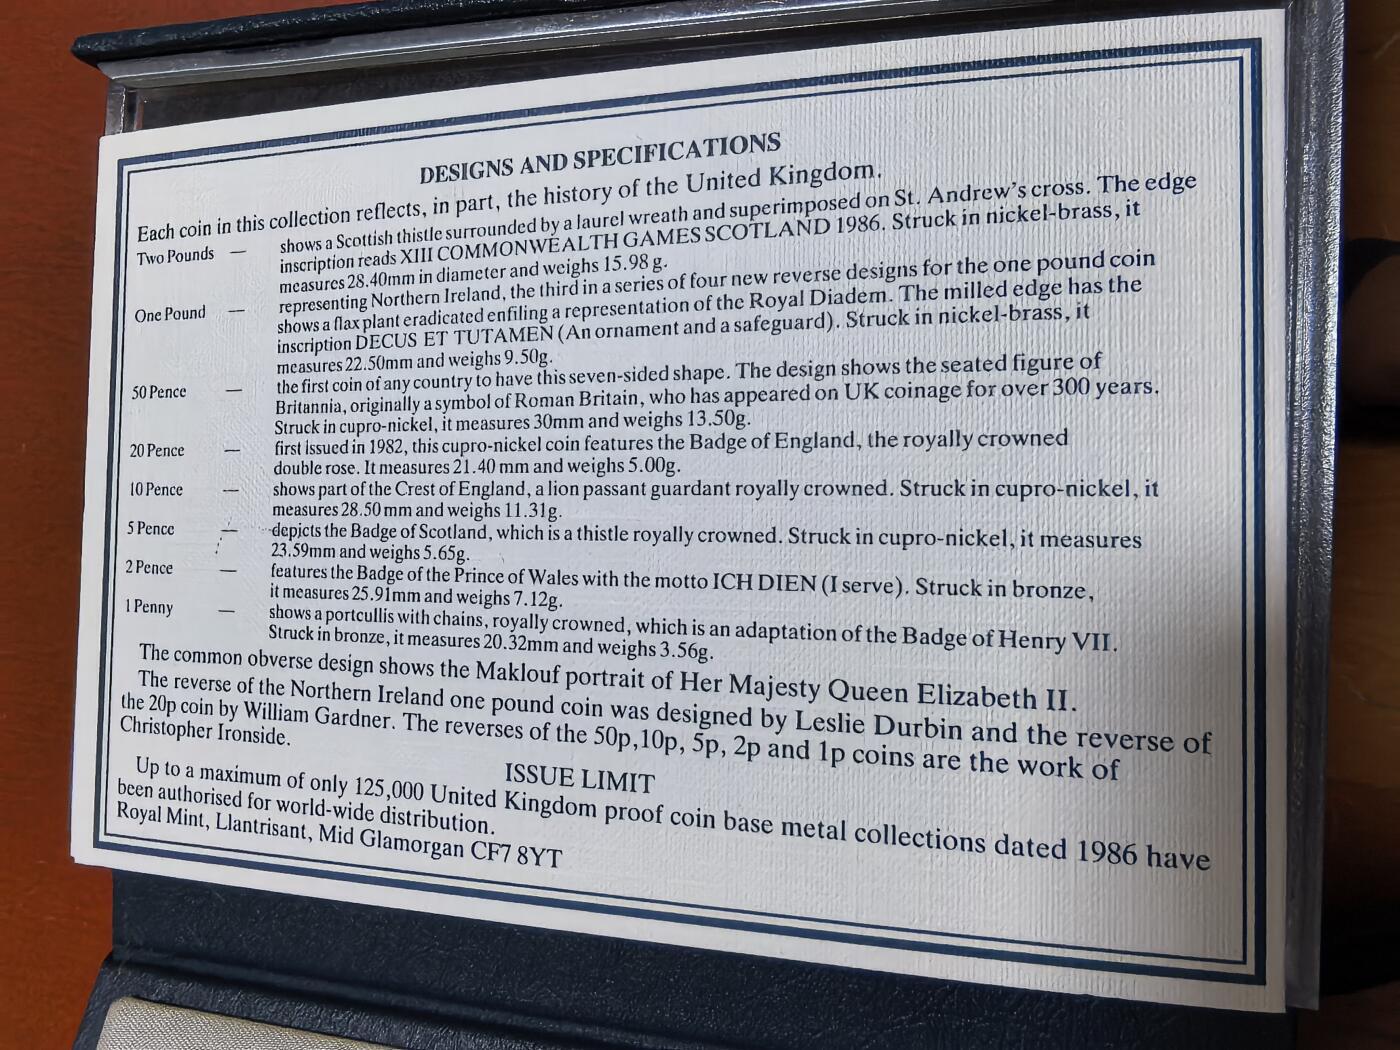 DESIGNS AND SPECIFICATIONS
Each coin in this collection reflects, in part, the history of the United Kingdom.
Two Pounds — shows a Scottish thistle surrounded by a laurel wreath and superimposed on St. Andrew's cross. The edge
inscription reads XIII COMMONWEALTH GAMES SCOTLAND 1986. Struck in nickel-brass, it
measures 28.40mm in diameter and weighs 15.98 g.
One Pound — representing Northern Ireland, the third in a series of four new reverse designs for the one pound coin
shows a flax plant eradicated enfiling a representation of the Royal Diadem. The milled edge has the
inscription DECUS ET TUTAMEN (An ornament and a safeguard). Struck in nickel-brass, it
measures 22.50mm and weighs 9.50g.
50 Pence — the first coin of any country to have this seven-sided shape. The design shows the seated figure of
Britannia, originally a symbol of Roman Britain, who has appeared on UK coinage for over 300 years.
Struck in cupro-nickel, it measures 30mm and weighs 13.50g.
20 Pence — first issued in 1982, this cupro-nickel coin features the Badge of England, the royally crowned
double rose. It measures 21.40 mm and weighs 5.00g.
10 Pence — shows part of the Crest of England, a lion passant guardant royally crowned. Struck in cupro-nickel, it
measures 28.50 mm and weighs 11.31g.
5 Pence — depicts the Badge of Scotland, which is a thistle royally crowned. Struck in cupro-nickel, it measures
23.59mm and weighs 5.65g.
2 Pence — features the Badge of the Prince of Wales with the motto ICH DIEN (I serve). Struck in bronze,
it measures 25.91mm and weighs 7.12g.
1 Penny — shows a portcullis with chains, royally crowned, which is an adaptation of the Badge of Henry VII.
Struck in bronze, it measures 20.32mm and weighs 3.56g.
The common obverse design shows the Maklouf portrait of Her Majesty Queen Elizabeth II.
The reverse of the Northern Ireland one pound coin was designed by Leslie Durbin and the reverse of
the 20p coin by William Gardner. The reverses of the 50p,10p, 5p, 2p and 1p coins are the work of
Christopher Ironside.
ISSUE LIMIT
Up to a maximum of only 125,000 United Kingdom proof coin base metal collections dated 1986 have
been authorised for world-wide distribution.
Royal Mint, Llantrisant, Mid Glamorgan CF7 8YT